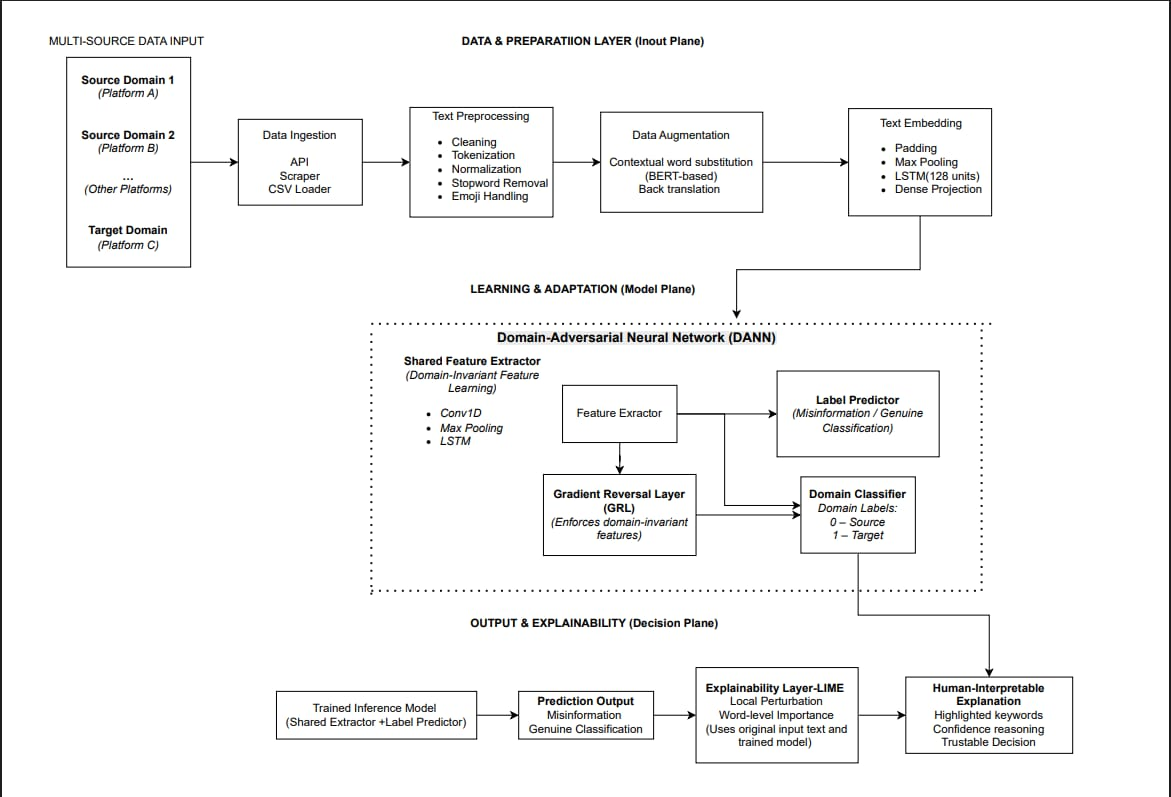 MULTI-SOURCE DATA INPUT
DATA & PREPARATIION LAYER (Inout Plane)
Source Domain 1
(Platform A)
Source Domain 2
(Platform B)
...
(Other Platforms)
Target Domain
(Platform C)
Data Ingestion
API
Scraper
CSV Loader
Text Preprocessing
• Cleaning
• Tokenization
• Normalization
• Stopword Removal
• Emoji Handling
Data Augmentation
Contextual word substitution
(BERT-based)
Back translation
Text Embedding
• Padding
• Max Pooling
• LSTM(128 units)
• Dense Projection
LEARNING & ADAPTATION (Model Plane)
Domain-Adversarial Neural Network (DANN)
Shared Feature Extractor
(Domain-Invariant Feature
Learning)
• Conv1D
• Max Pooling
• LSTM
Feature Exractor
Label Predictor
(Misinformation / Genuine
Classification)
Gradient Reversal Layer
(GRL)
(Enforces domain-invariant
features)
Domain Classifier
Domain Labels:
0 – Source
1 – Target
OUTPUT & EXPLAINABILITY (Decision Plane)
Trained Inference Model
(Shared Extractor +Label Predictor)
Prediction Output
Misinformation
Genuine Classification
Explainability Layer-LIME
Local Perturbation
Word-level Importance
(Uses original input text and
trained model)
Human-Interpretable
Explanation
Highlighted keywords
Confidence reasoning
Trustable Decision